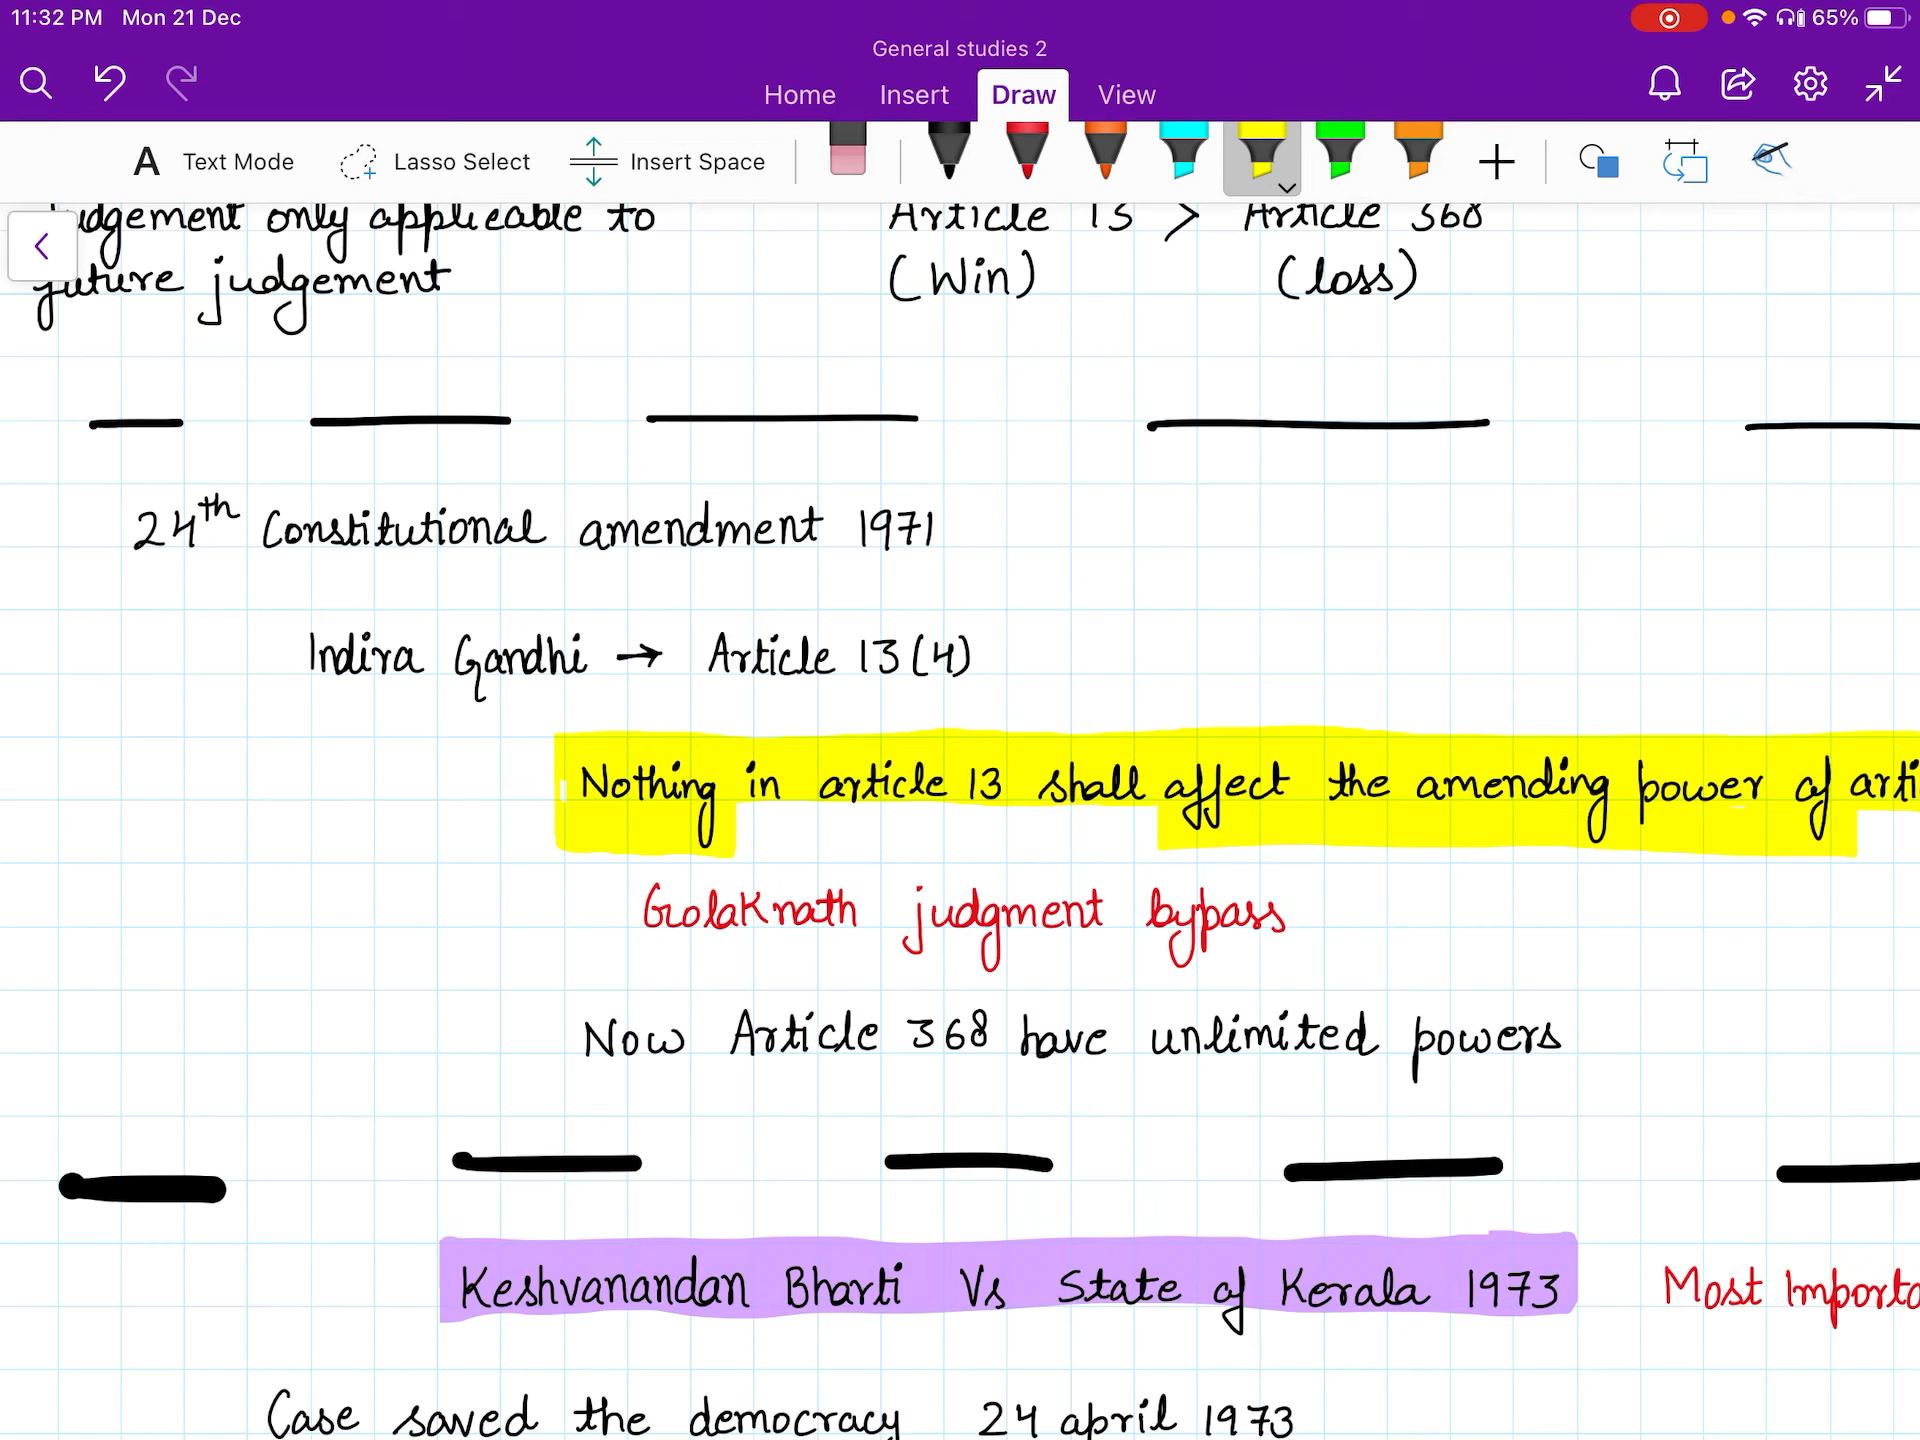 11:32 PM Mon 21 Dec
65%
General studies 2
Home Insert Draw View
A Text Mode Lasso Select Insert Space
judgement only applicable to
future judgement
Article 13 > Article 368
(Win) (loss)
24th Constitutional amendment 1971
Indira Gandhi → Article 13(4)
Nothing in article 13 shall affect the amending power of arti
Golaknath judgment bypass
Now Article 368 have unlimited powers
Keshvanandan Bharti Vs State of Kerala 1973 Most Importa
Case saved the democracy 24 april 1973